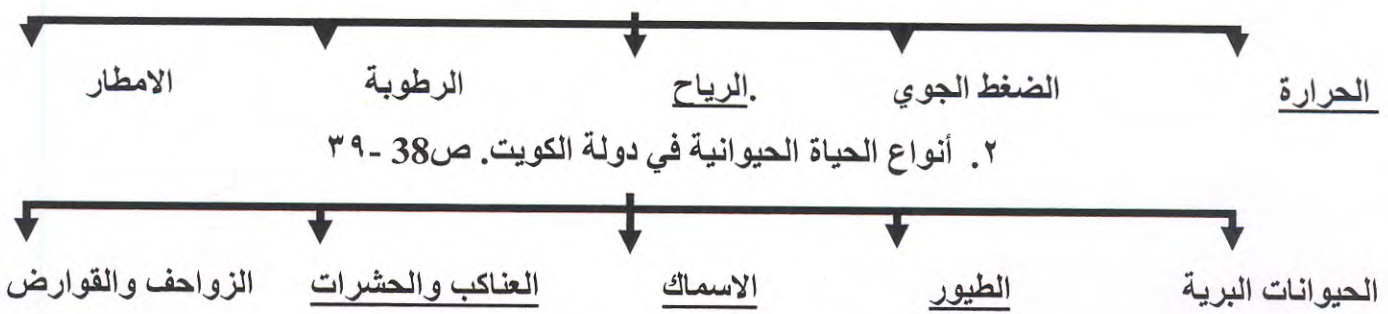 الحرارة الضغط الجوي .الرياح الرطوبة الامطار
٢. أنواع الحياة الحيوانية في دولة الكويت. ص38 -٣٩
الحيوانات البرية الطيور الاسماك العناكب والحشرات الزواحف والقوارض